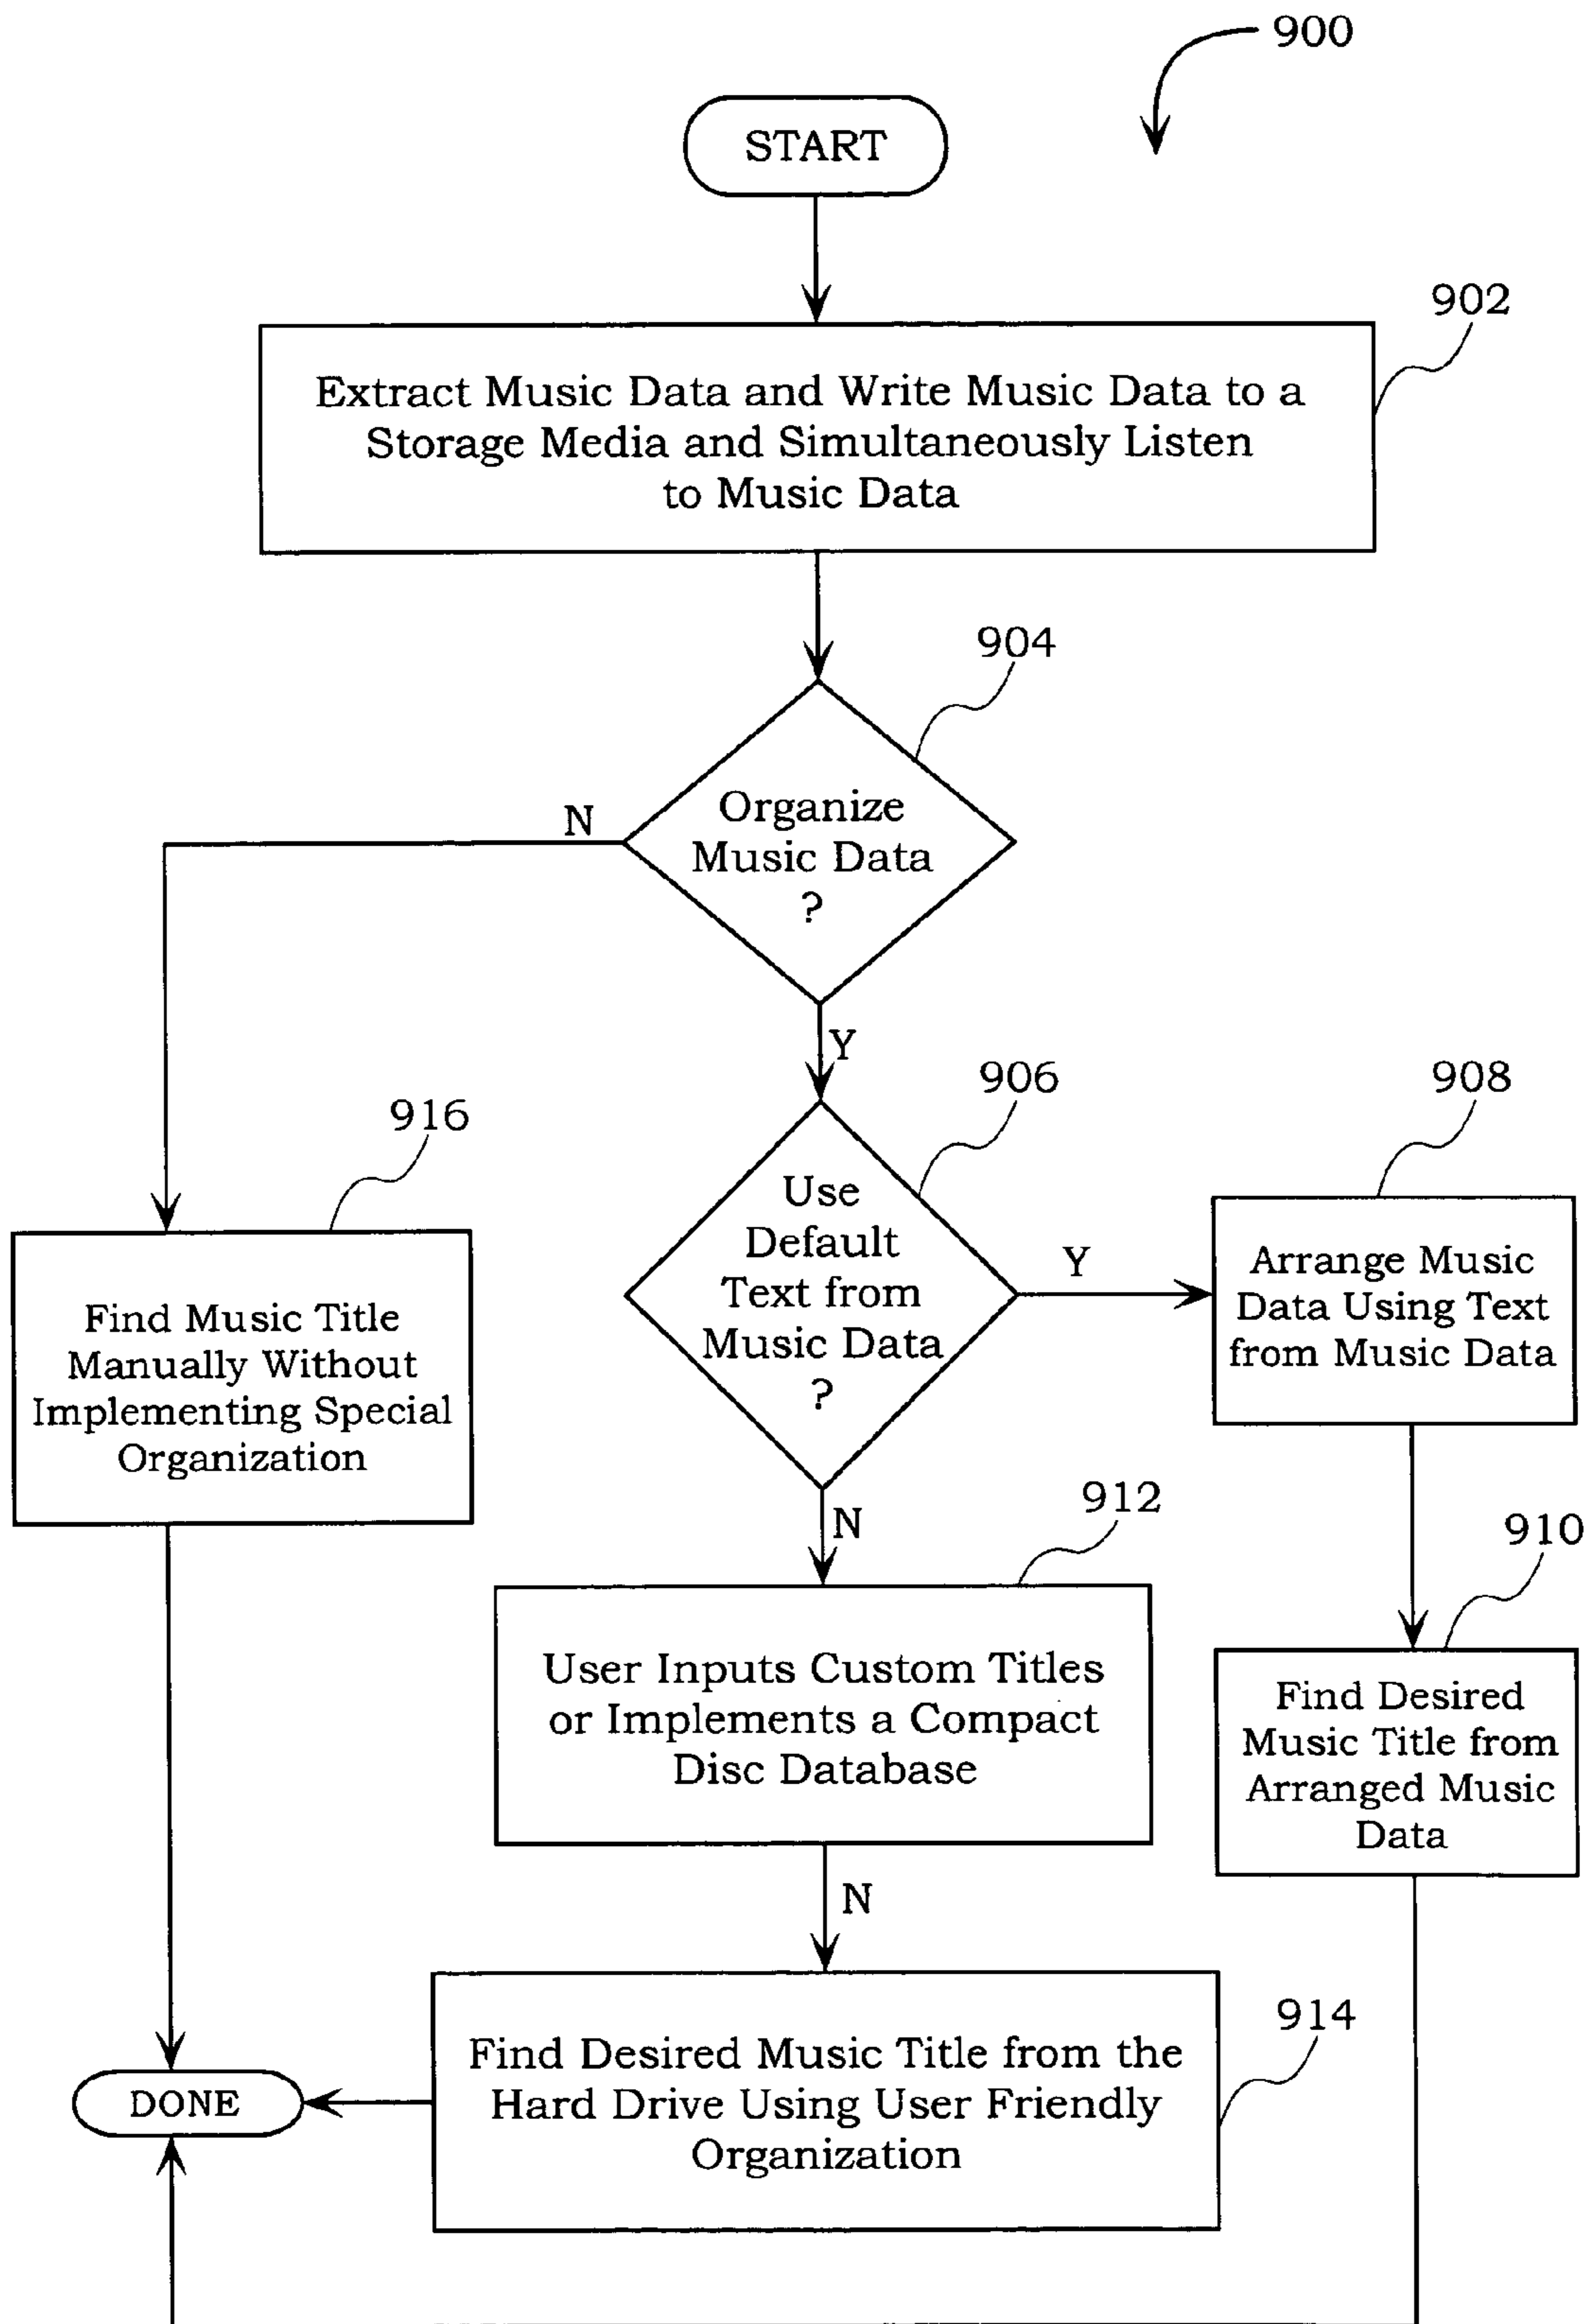 900
START
902
Extract Music Data and Write Music Data to a
Storage Media and Simultaneously Listen
to Music Data
904
Organize
Music Data
?
N
Y
906
Use
Default
Text from
Music Data
?
Y
908
Arrange Music
Data Using Text
from Music Data
916
Find Music Title
Manually Without
Implementing Special
Organization
N
912
User Inputs Custom Titles
or Implements a Compact
Disc Database
910
Find Desired
Music Title from
Arranged Music
Data
N
914
Find Desired Music Title from the
Hard Drive Using User Friendly
Organization
DONE